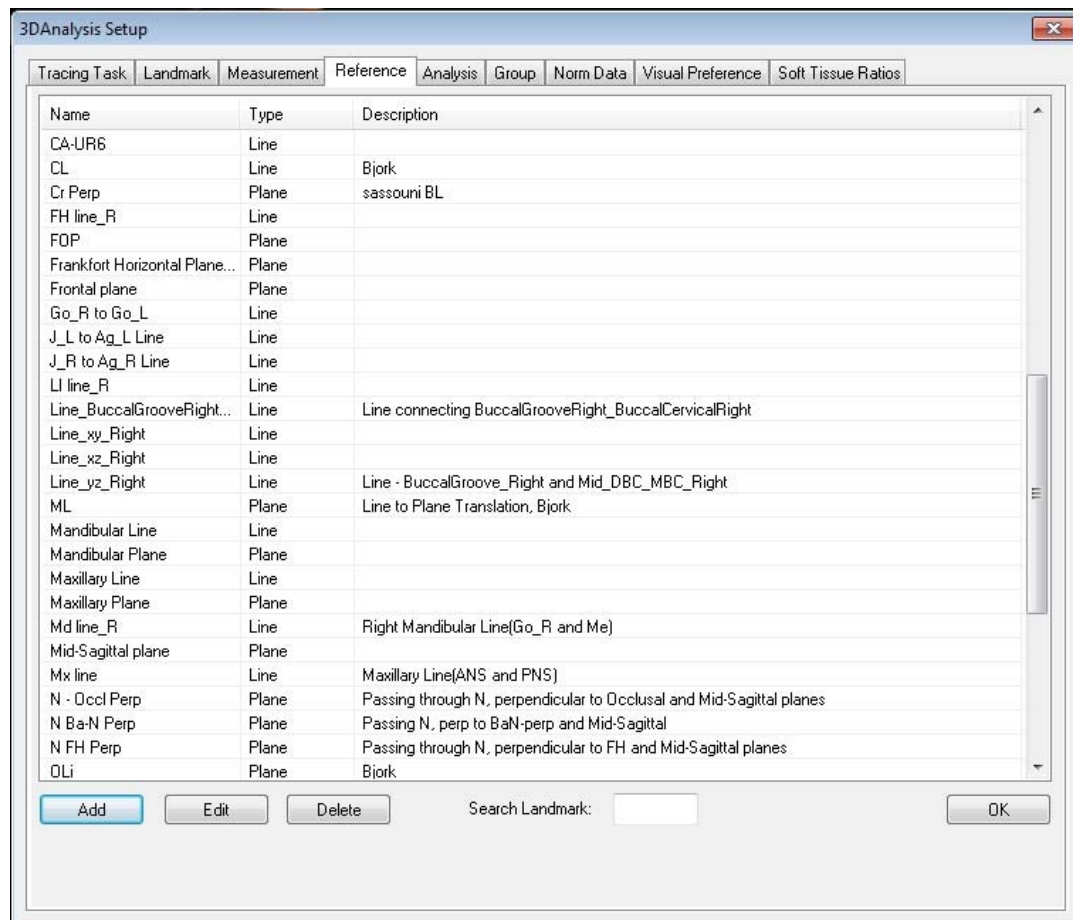 3DAnalysis Setup
Tracing Task Landmark Measurement Reference Analysis Group Norm Data Visual Preference Soft Tissue Ratios
Name Type Description
CA-UR6 Line
CL Line Bjork
Cr Perp Plane sassouni BL
FH line_R Line
FOP Plane
Frankfort Horizontal Plane... Plane
Frontal plane Plane
Go_R to Go_L Line
J_L to Ag_L Line Line
J_R to Ag_R Line Line
LI line_R Line
Line_BuccalGrooveRight... Line Line connecting BuccalGrooveRight_BuccalCervicalRight
Line_xy_Right Line
Line_xz_Right Line
Line_yz_Right Line Line - BuccalGroove_Right and Mid_DBC_MBC_Right
ML Plane Line to Plane Translation, Bjork
Mandibular Line Line
Mandibular Plane Plane
Maxillary Line Line
Maxillary Plane Plane
Md line_R Line Right Mandibular Line(Go_R and Me)
Mid-Sagittal plane Plane
Mx line Line Maxillary Line(ANS and PNS)
N - Occl Perp Plane Passing through N, perpendicular to Occlusal and Mid-Sagittal planes
N Ba-N Perp Plane Passing N, perp to BaN-perp and Mid-Sagittal
N FH Perp Plane Passing through N, perpendicular to FH and Mid-Sagittal planes
OLi Plane Bjork
Add Edit Delete Search Landmark: OK